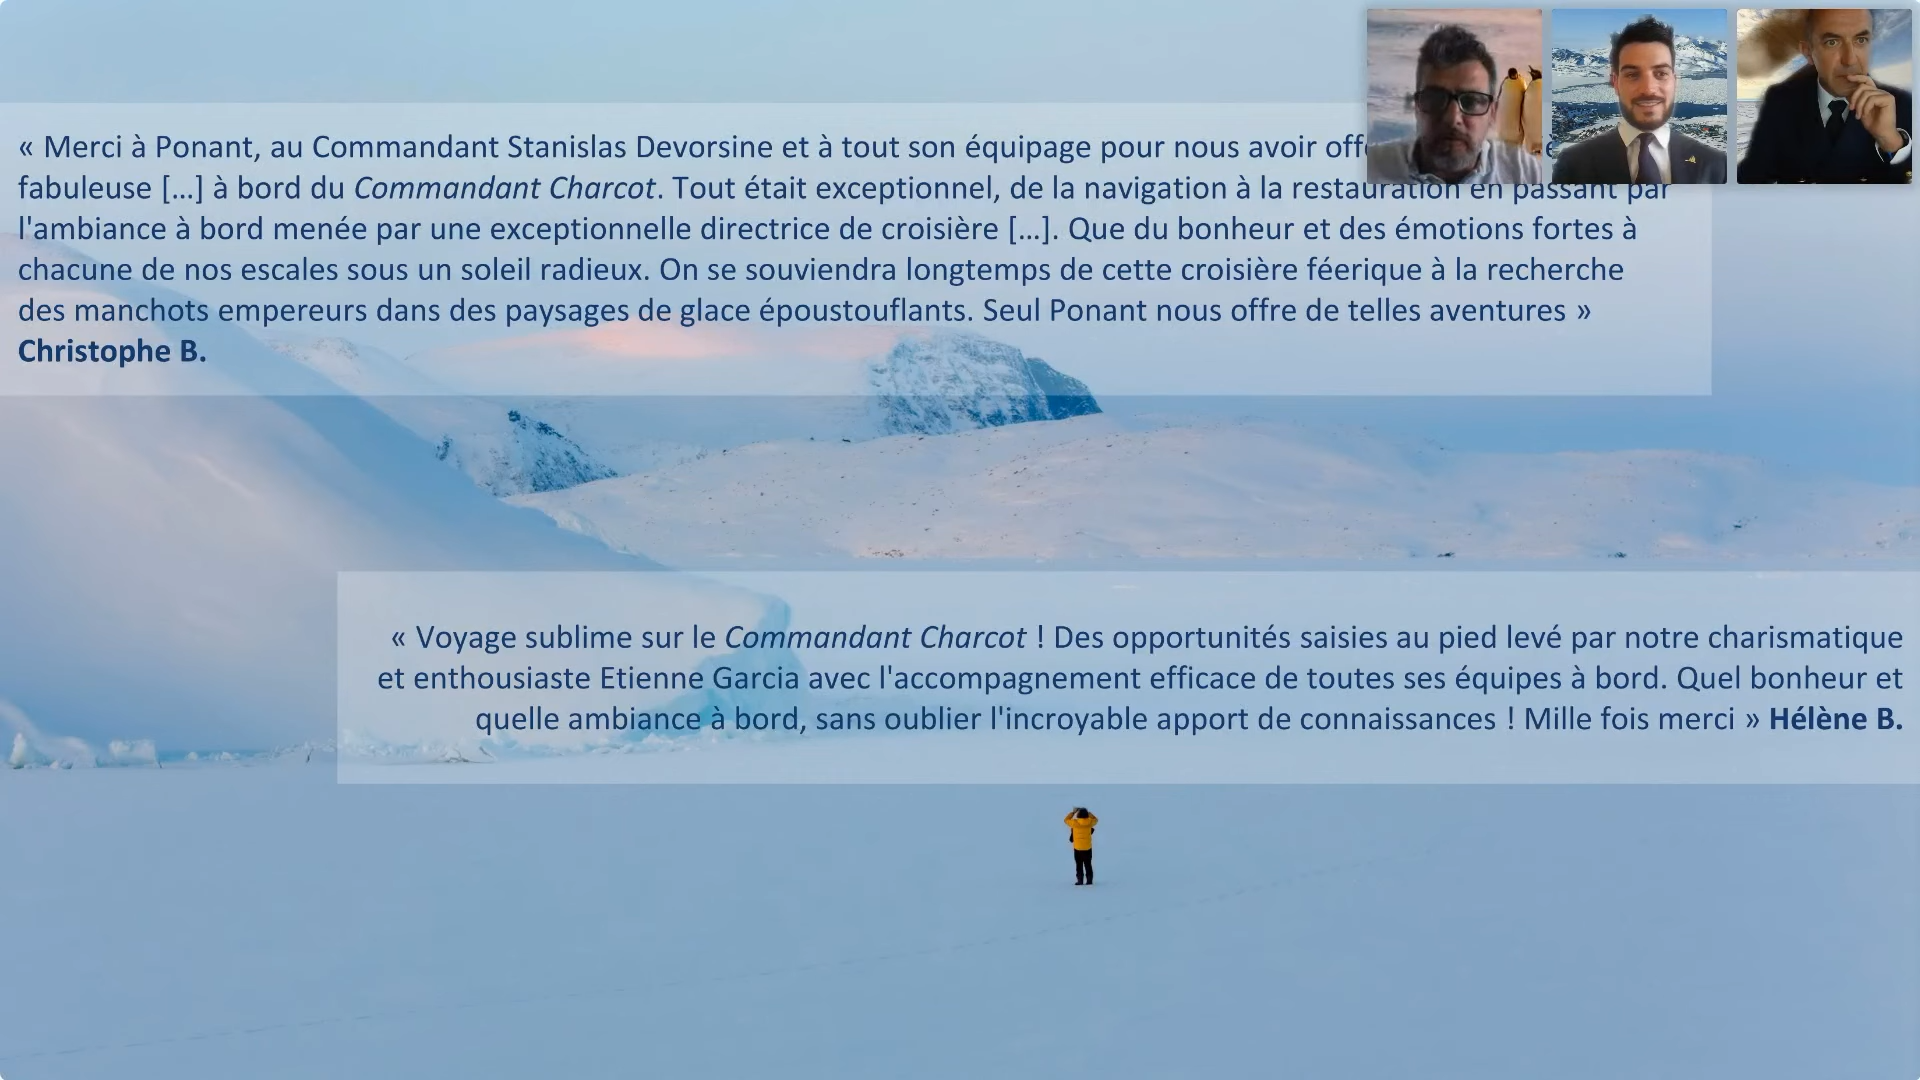 « Merci à Ponant, au Commandant Stanislas Devorsine et à tout son équipage pour nous avoir
fabuleuse [...] à bord du Commandant Charcot. Tout était exceptionnel, de la navigation à la restauration en passant par
l'ambiance à bord menée par une exceptionnelle directrice de croisière [...]. Que du bonheur et des émotions fortes à
chacune de nos escales sous un soleil radieux. On se souviendra longtemps de cette croisière féerique à la recherche
des manchots empereurs dans des paysages de glace époustouflants. Seul Ponant nous offre de telles aventures »
Christophe B.
« Voyage sublime sur le Commandant Charcot ! Des opportunités saisies au pied levé par notre charismatique
et enthousiaste Etienne Garcia avec l'accompagnement efficace de toutes ses équipes à bord. Quel bonheur et
quelle ambiance à bord, sans oublier l'incroyable apport de connaissances ! Mille fois merci » Hélène B.